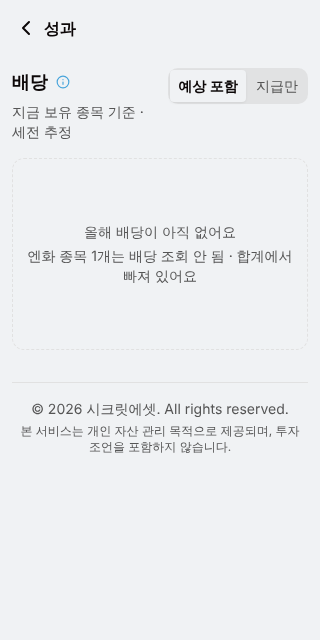 성과
배당
예상 포함 지급만
지금 보유 종목 기준 ·
세전 추정
올해 배당이 아직 없어요
엔화 종목 1개는 배당 조회 안 됨 · 합계에서
빠져 있어요
© 2026 시크릿에셋. All rights reserved.
본 서비스는 개인 자산 관리 목적으로 제공되며, 투자
조언을 포함하지 않습니다.